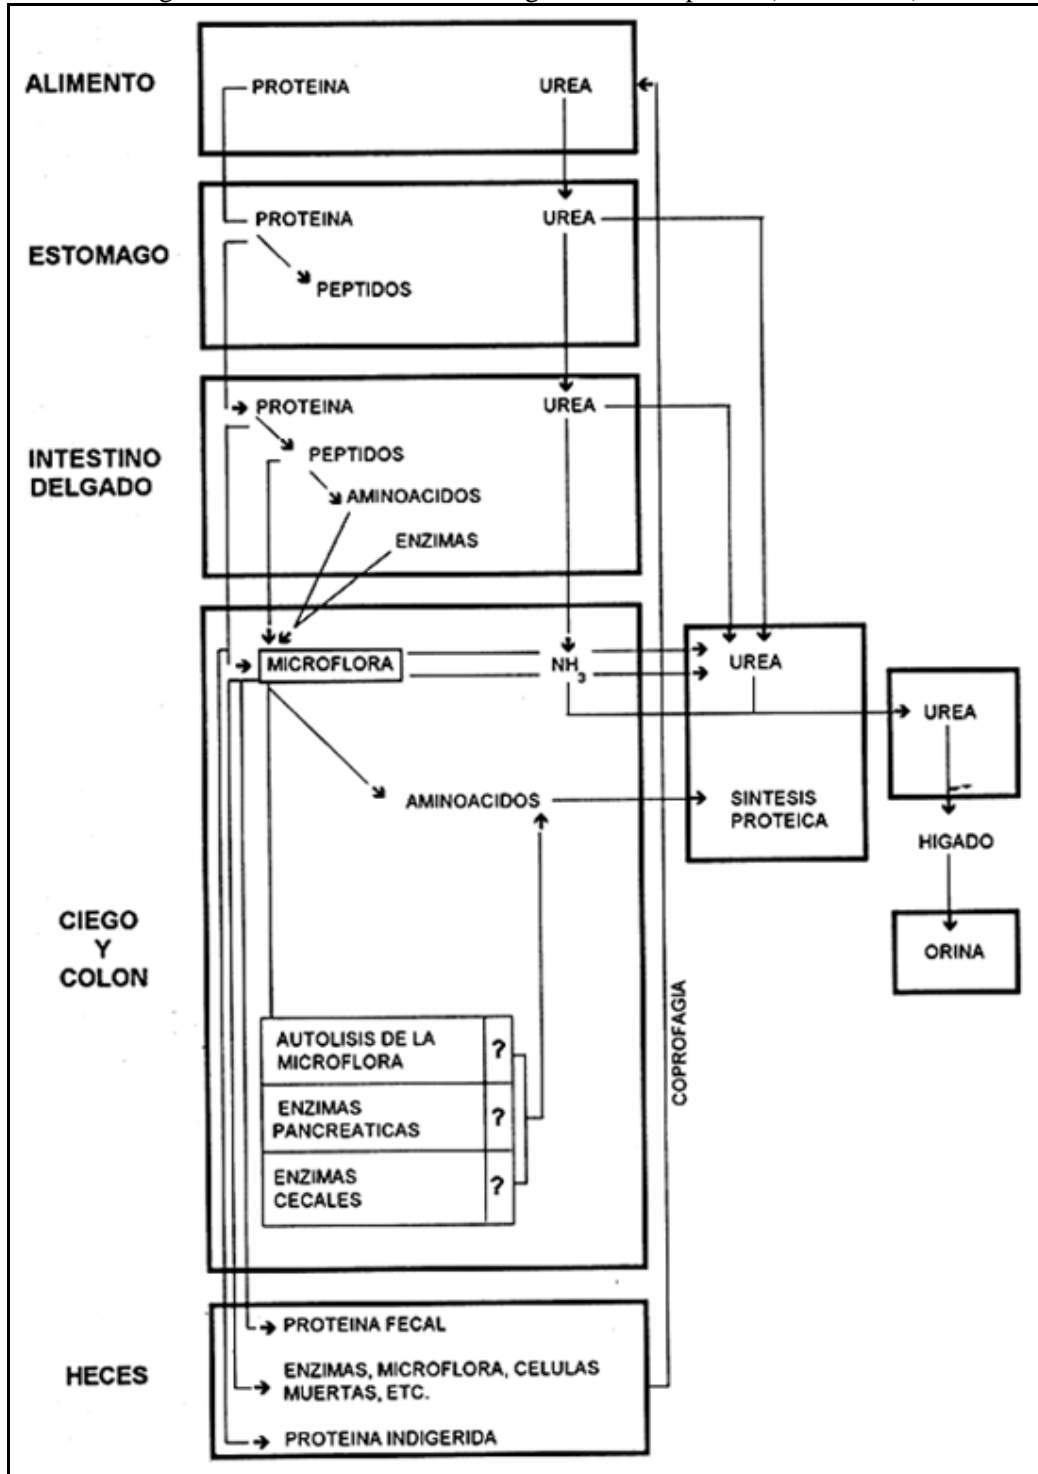 ALIMENTO
PROTEINA
UREA
ESTOMAGO
PROTEINA
UREA
PEPTIDOS
INTESTINO
DELGADO
PROTEINA
UREA
PEPTIDOS
AMINOACIDOS
ENZIMAS
CIEGO
Y
COLON
MICROFLORA
NH3
UREA
UREA
AMINOACIDOS
SINTESIS
PROTEICA
HIGADO
ORINA
AUTOLISIS DE LA
MICROFLORA
?
ENZIMAS
PANCREATICAS
?
ENZIMAS
CECALES
?
COPROFAGIA
HECES
PROTEINA FECAL
ENZIMAS, MICROFLORA, CELULAS
MUERTAS, ETC.
PROTEINA INDIGERIDA